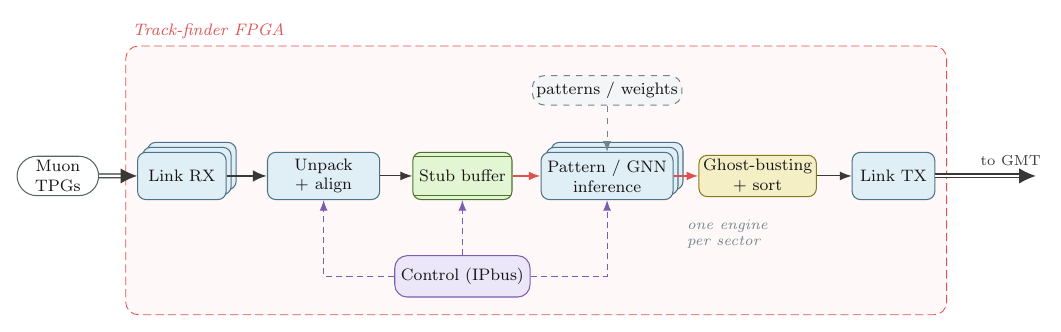 Track-finder FPGA
patterns / weights
Muon
TPGs
Link RX
Unpack
+ align
Stub buffer
Pattern / GNN
inference
Ghost-busting
+ sort
Link TX
to GMT
one engine
per sector
Control (IPbus)